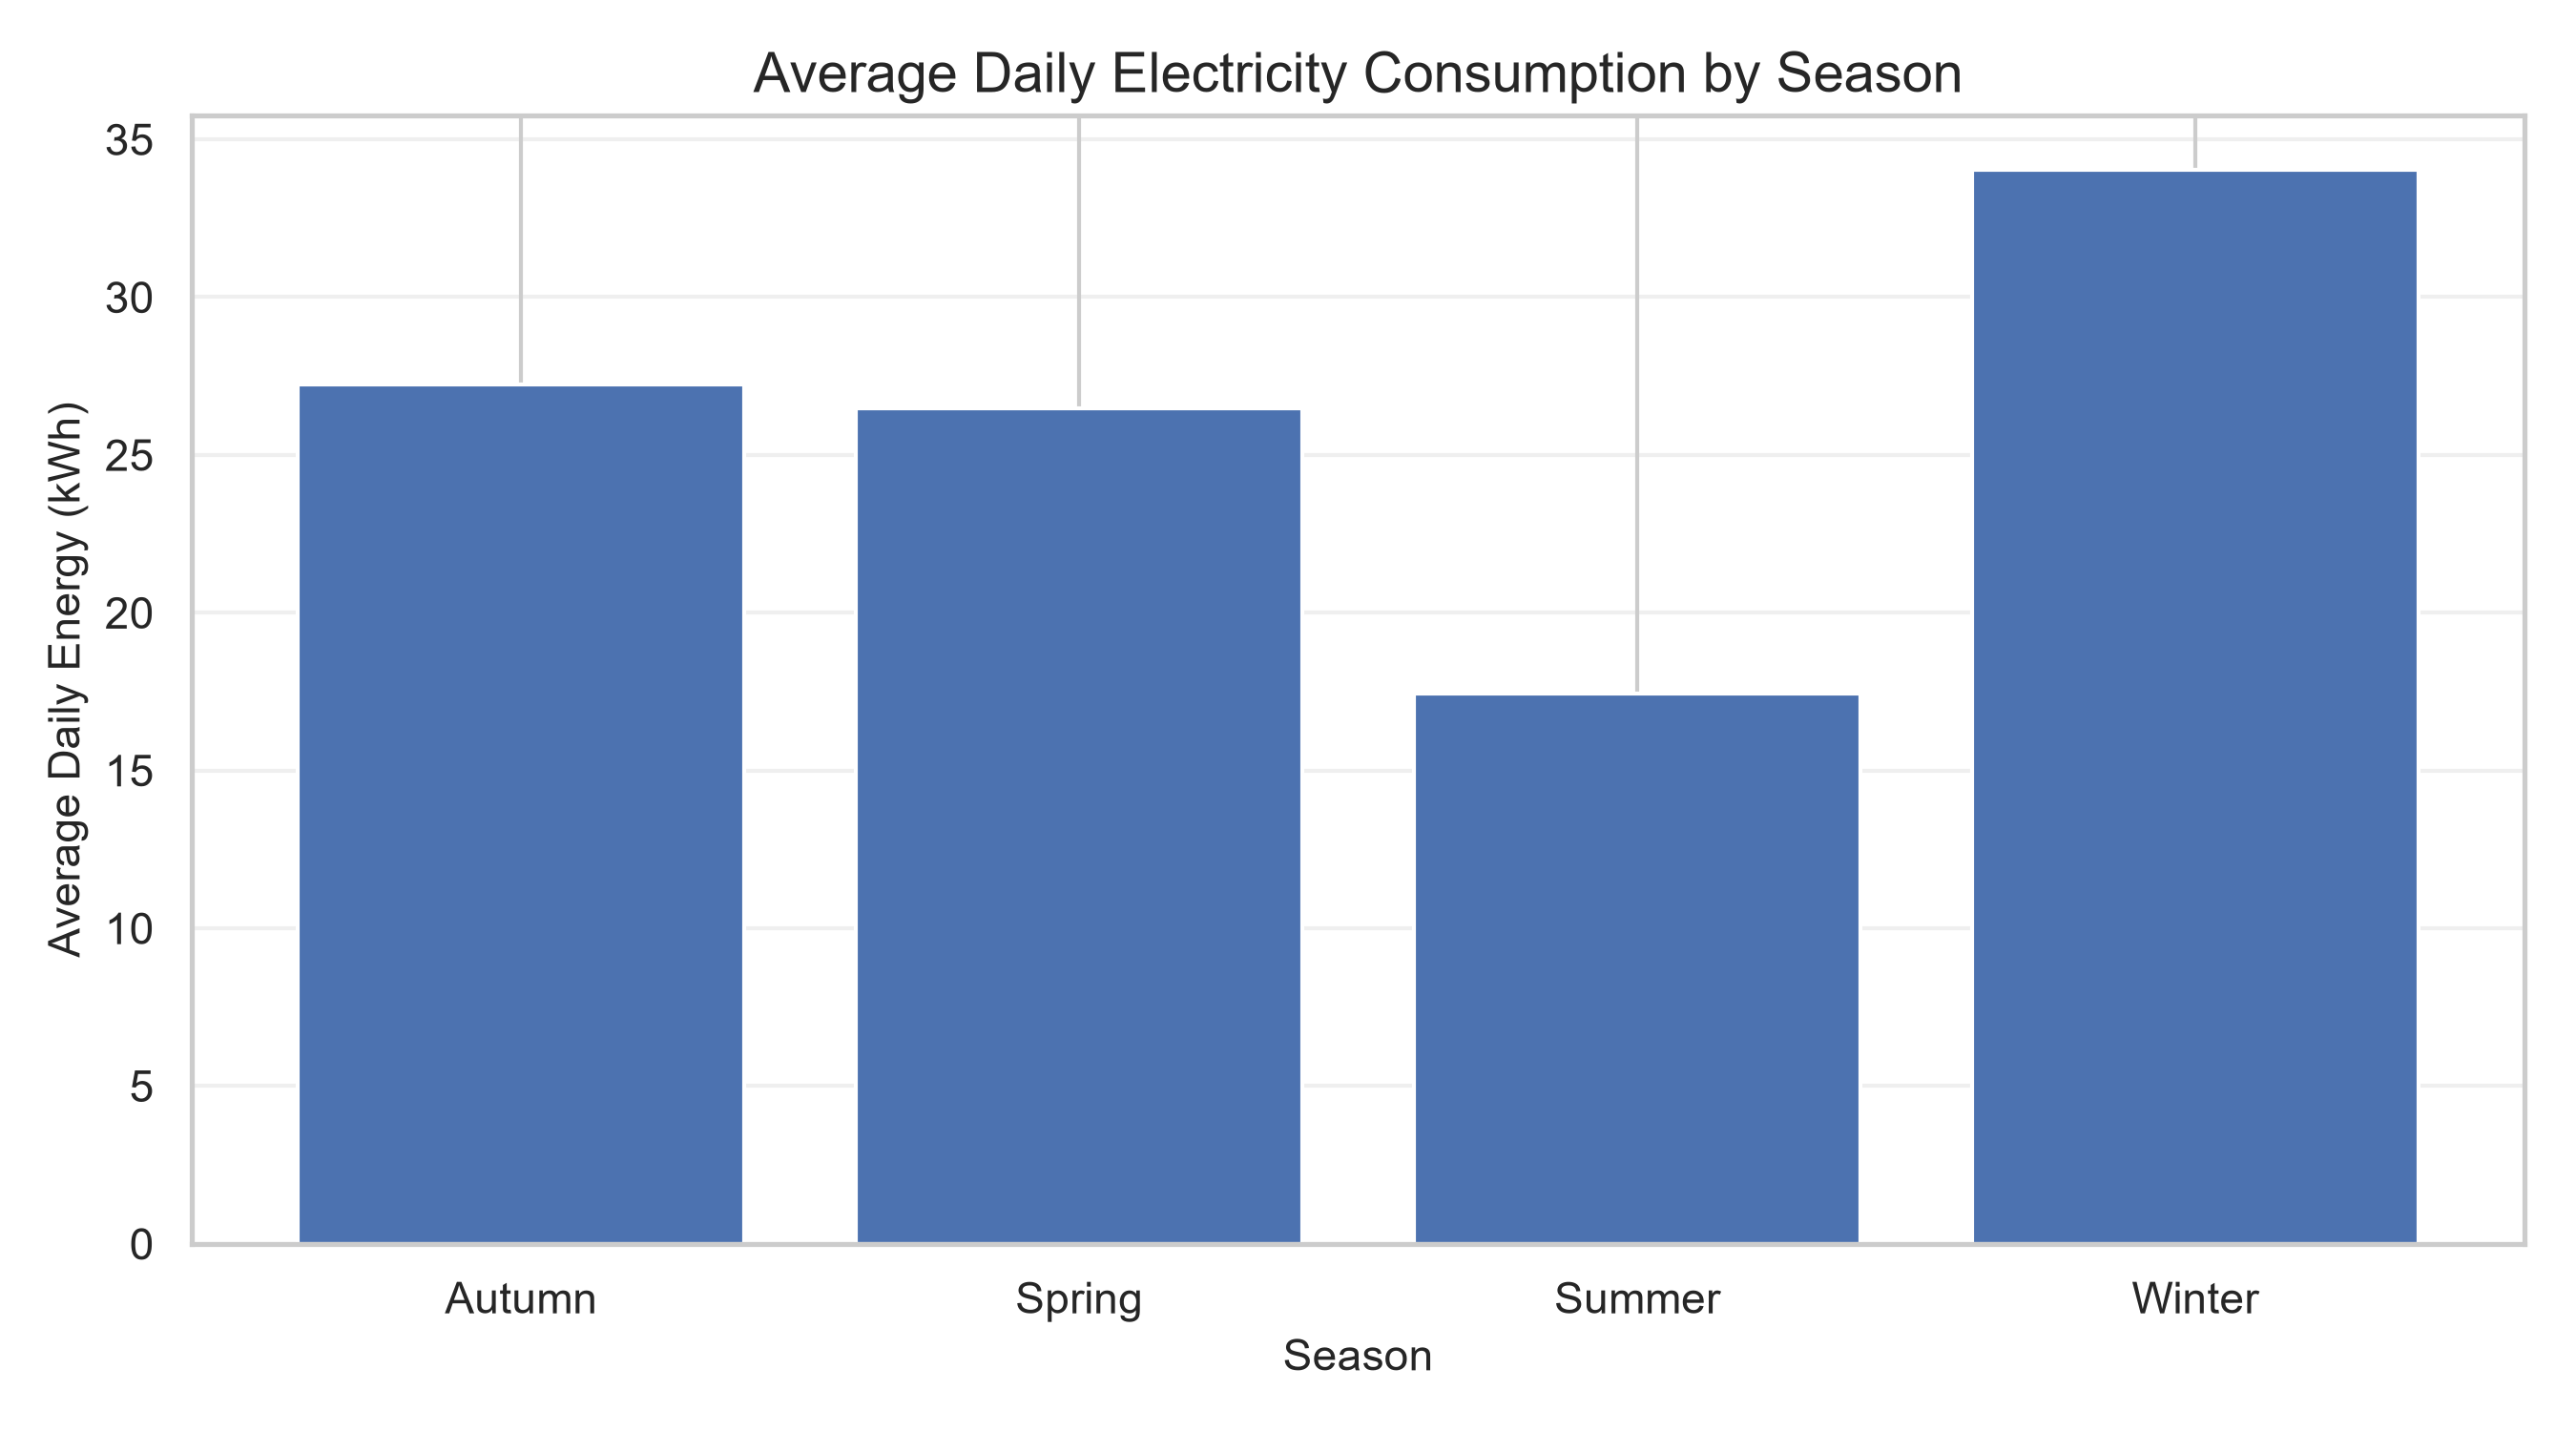 Average Daily Electricity Consumption by Season
Average Daily Energy (kWh)
35
30
25
20
15
10
5
0
Autumn Spring Summer Winter
Season